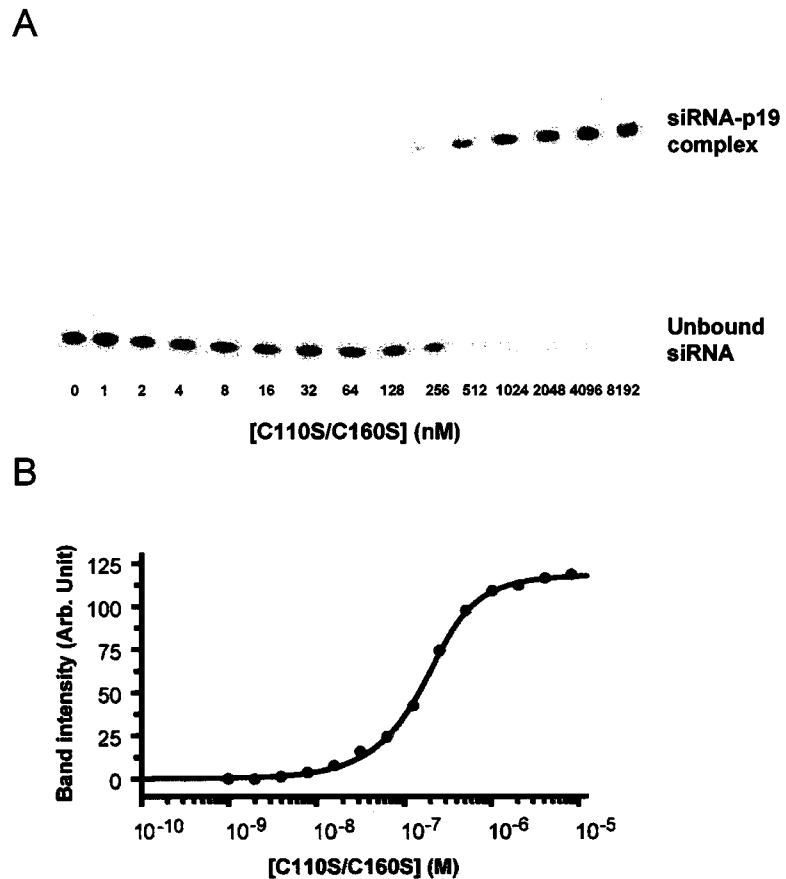 A
siRNA-p19
complex
Unbound
siRNA
0 1 2 4 8 16 32 64 128 256 512 1024 2048 4096 8192
[C110S/C160S] (nM)
B
Band intensity (Arb. Unit)
125
100
75
50
25
0
10-10 10-9 10-8 10-7 10-6 10-5
[C110S/C160S] (M)